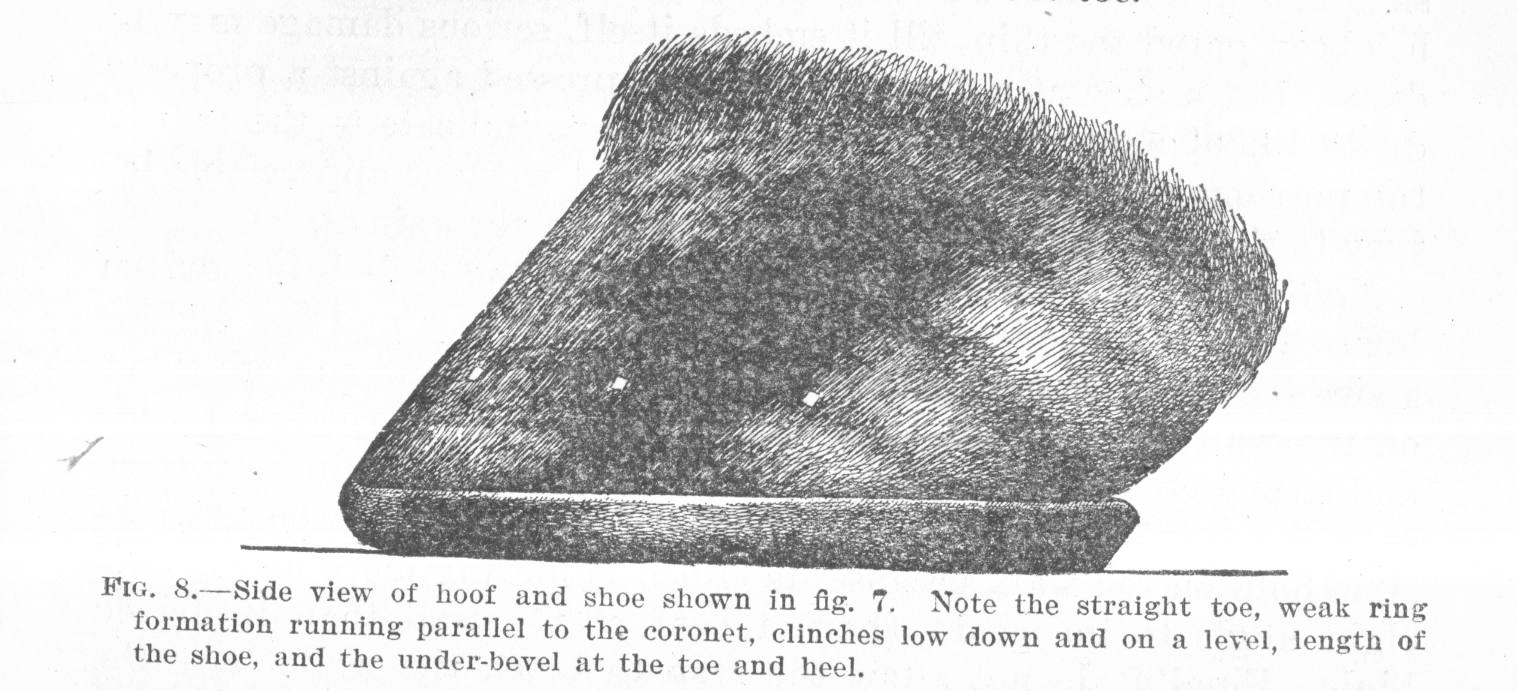 FIG. 8.—Side view of hoof and shoe shown in fig. 7. Note the straight toe, weak ring
formation running parallel to the coronet, clinches low down and on a level, length of
the shoe, and the under-bevel at the toe and heel.